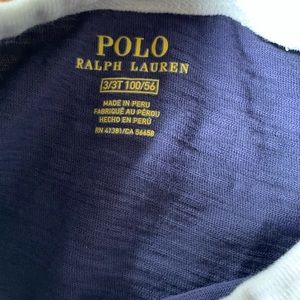 POLO
RALPH LAUREN
3/3T 100/56
MADE IN PERU
FABRIQUÉ AU PÉROU
HECHO EN PERÚ
RN 41381/CA 56658